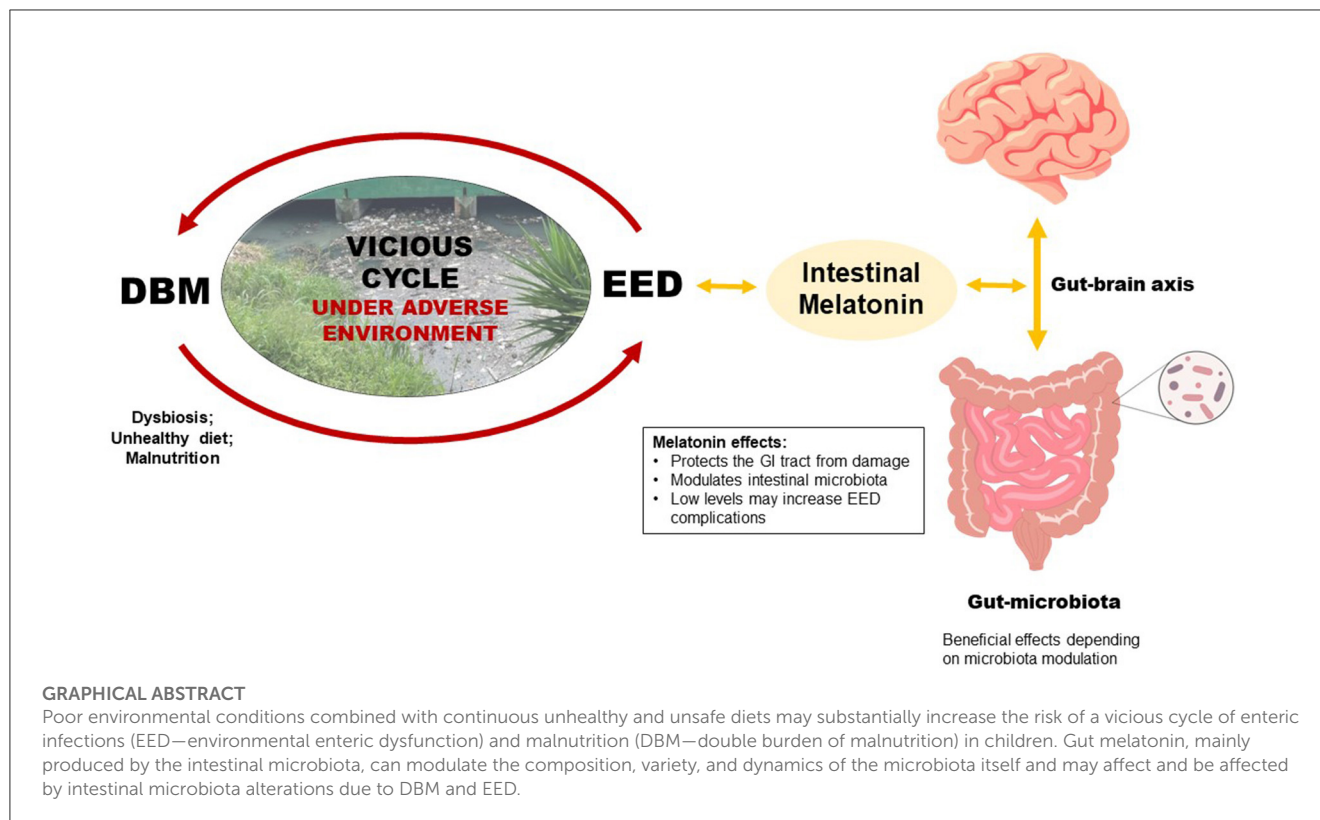 VICIOUS
CYCLE
UNDER ADVERSE
ENVIRONMENT
DBM
EED
Intestinal
Melatonin
Gut-brain axis
Dysbiosis;
Unhealthy diet;
Malnutrition
Melatonin effects:
• Protects the GI tract from damage
• Modulates intestinal microbiota
• Low levels may increase EED
complications
Gut-microbiota
Beneficial effects depending
on microbiota modulation
GRAPHICAL ABSTRACT
Poor environmental conditions combined with continuous unhealthy and unsafe diets may substantially increase the risk of a vicious cycle of enteric
infections (EED—environmental enteric dysfunction) and malnutrition (DBM—double burden of malnutrition) in children. Gut melatonin, mainly
produced by the intestinal microbiota, can modulate the composition, variety, and dynamics of the microbiota itself and may affect and be affected
by intestinal microbiota alterations due to DBM and EED.